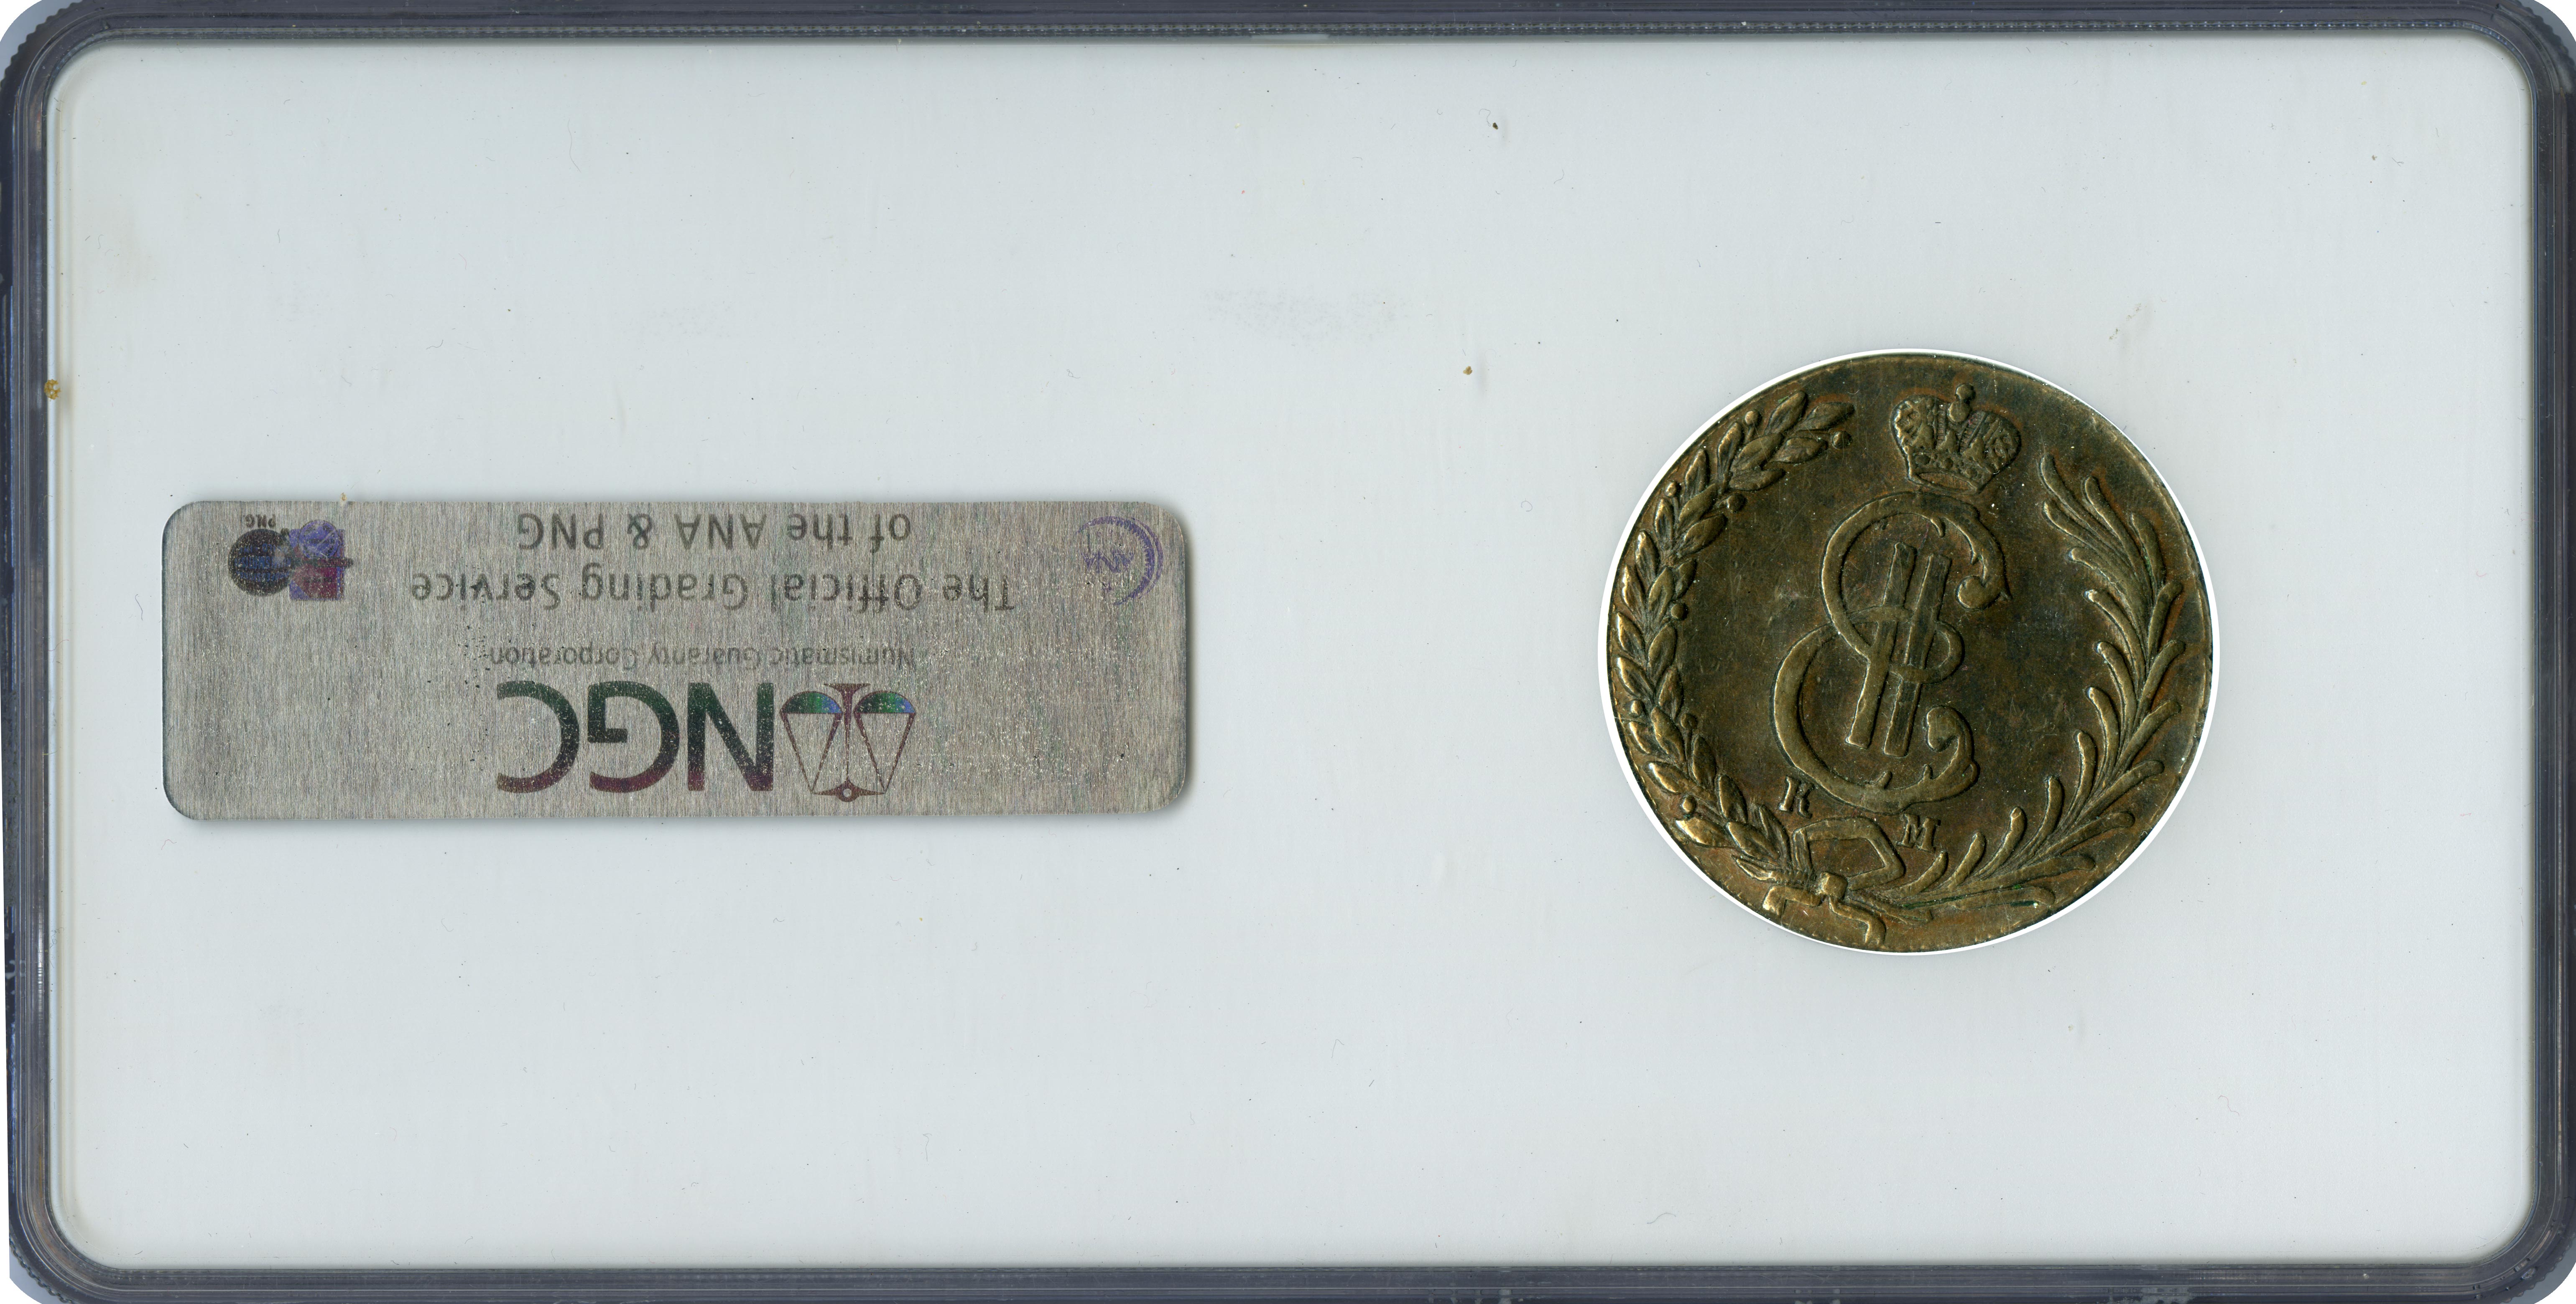 NGC
Numismatic Guaranty Corporation
The Official Grading Service
of the ANA & PNG
PNG
К М